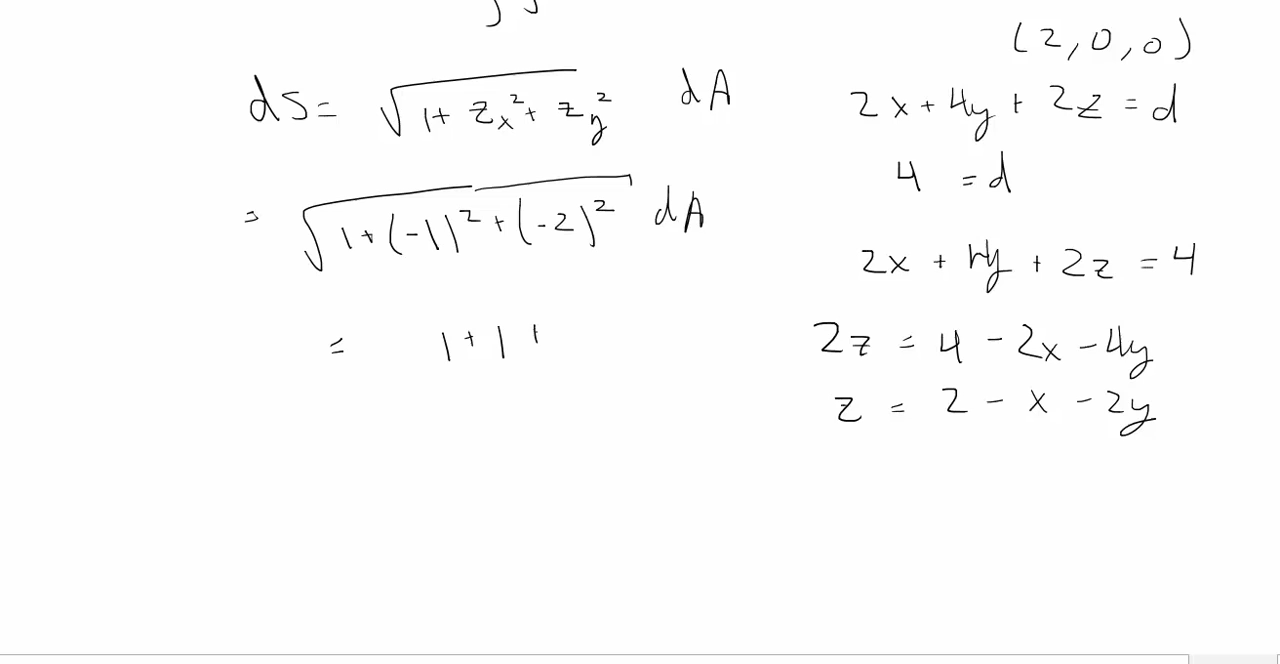 (2,0,0)
dS= √(1+ z_x²+ z_y²) dA
2x+4y+ 2z=d
4 =d
= √(1+(-1)²+(-2)²) dA
2x + 4y + 2z =4
= 1+1+
2z = 4 -2x -4y
z = 2 - x - 2y